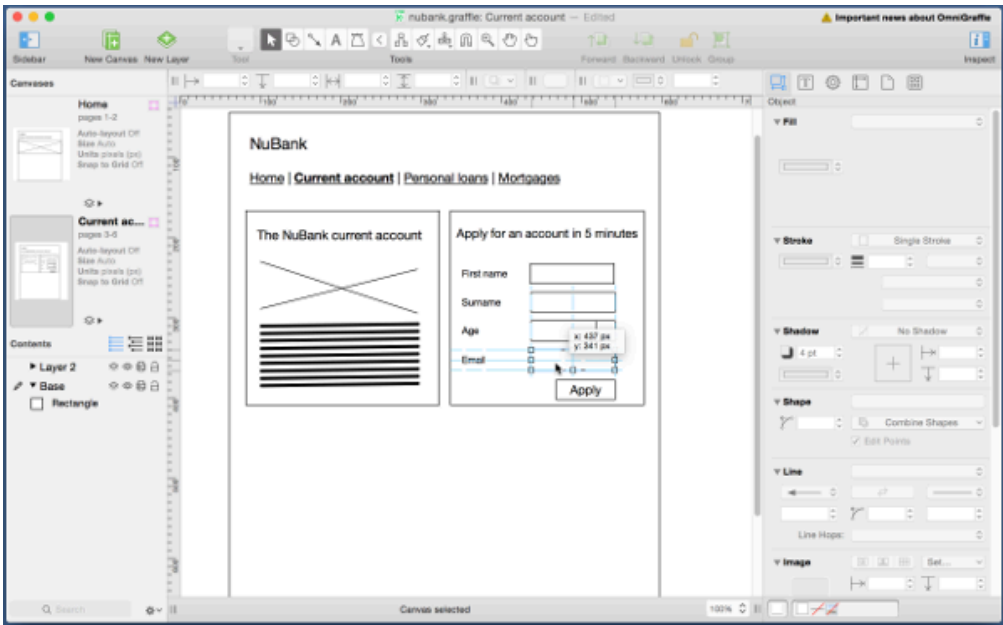 nubank.graffle: Current account — Edited
Important news about OmniGraffle
Sidebar New Canvas New Layer Tool Tools Forward Backward Unlock Group Inspect
Canvases
Home
pages 1-2
Auto-layout Off
Size Auto
Units pixels (px)
Snap to Grid Off
Current ac...
pages 3-6
Auto-layout Off
Size Auto
Units pixels (px)
Snap to Grid Off
Contents
Layer 2
Base
Rectangle
Search
NuBank
Home | Current account | Personal loans | Mortgages
The NuBank current account
Apply for an account in 5 minutes
First name
Surname
Age
x: 437 px
y: 341 px
Email
Apply
Canvas selected
100%
Object
Fill
Stroke
Single Stroke
Shadow
No Shadow
4 pt
Shape
Combine Shapes
Edit Points
Line
Line Hops:
Image
Set...